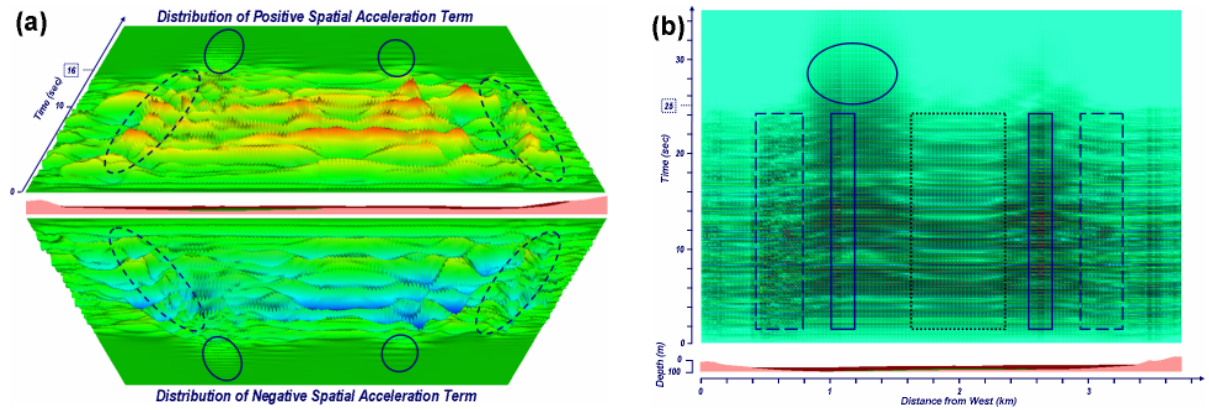 (a)
Distribution of Positive Spatial Acceleration Term
Time (sec)
16
10
0
Distribution of Negative Spatial Acceleration Term
(b)
Time (sec)
30
25
20
10
0
Depth (m)
0
100
0 1 2 3
Distance from West (km)